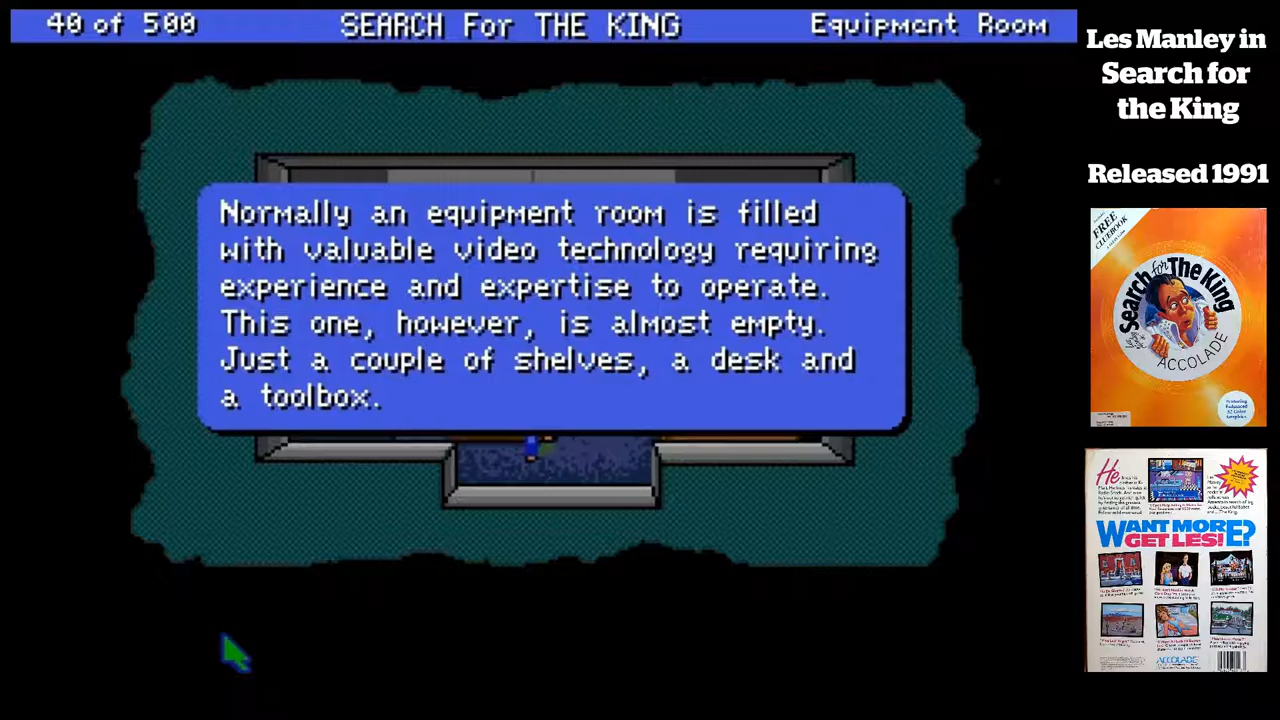 40 of 500
SEARCH For THE KING
Equipment Room
Normally an equipment room is filled
with valuable video technology requiring
experience and expertise to operate.
This one, however, is almost empty.
Just a couple of shelves, a desk and
a toolbox.
Les Manley in
Search for
the King
Released 1991
FREE
CLUEBOOK
Search for The King
ACCOLADE
He
WANT MORE?
GET LES!
ACCOLADE